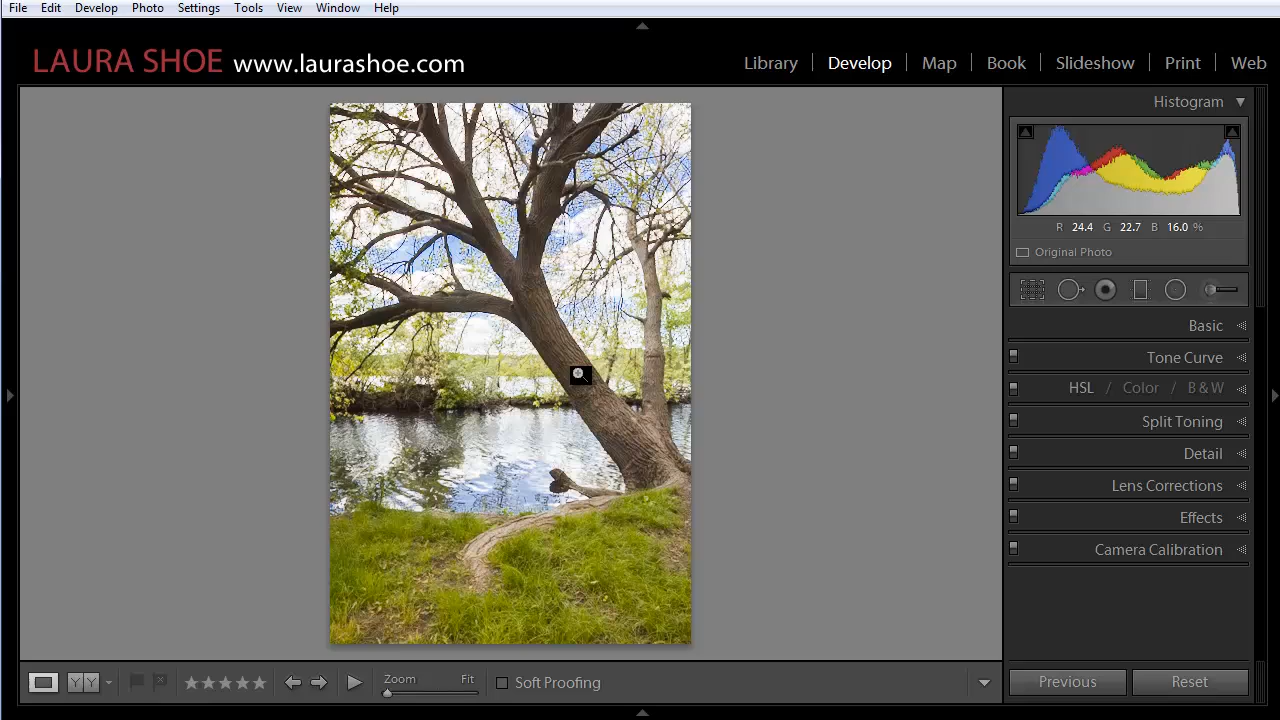 File Edit Develop Photo Settings Tools View Window Help
LAURA SHOE www.laurashoe.com
Library Develop Map Book Slideshow Print Web
Histogram
R 24.4 G 22.7 B 16.0 %
Original Photo
Basic
Tone Curve
HSL / Color / B & W
Split Toning
Detail
Lens Corrections
Effects
Camera Calibration
YY Zoom Fit Soft Proofing
Previous Reset